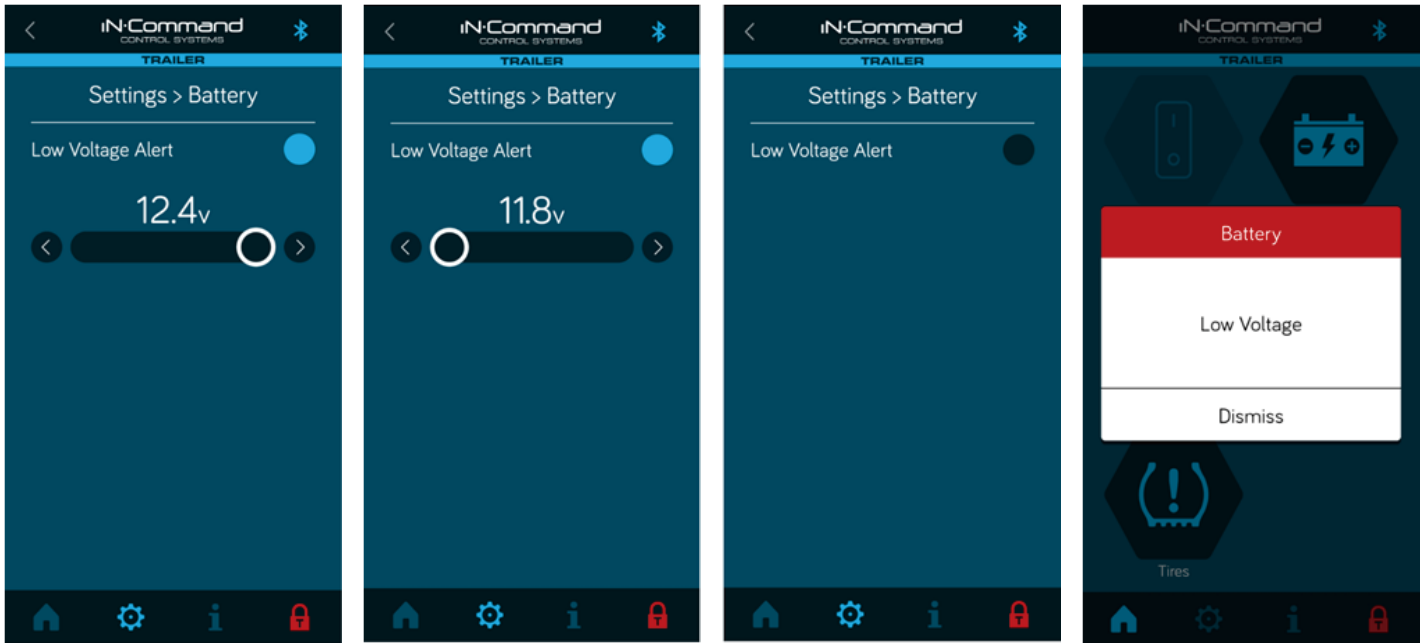 iN·Command
CONTROL SYSTEMS
TRAILER
Settings > Battery
Low Voltage Alert
12.4v
iN·Command
CONTROL SYSTEMS
TRAILER
Settings > Battery
Low Voltage Alert
11.8v
iN·Command
CONTROL SYSTEMS
TRAILER
Settings > Battery
Low Voltage Alert
iN·Command
CONTROL SYSTEMS
TRAILER
Battery
Low Voltage
Dismiss
Tires